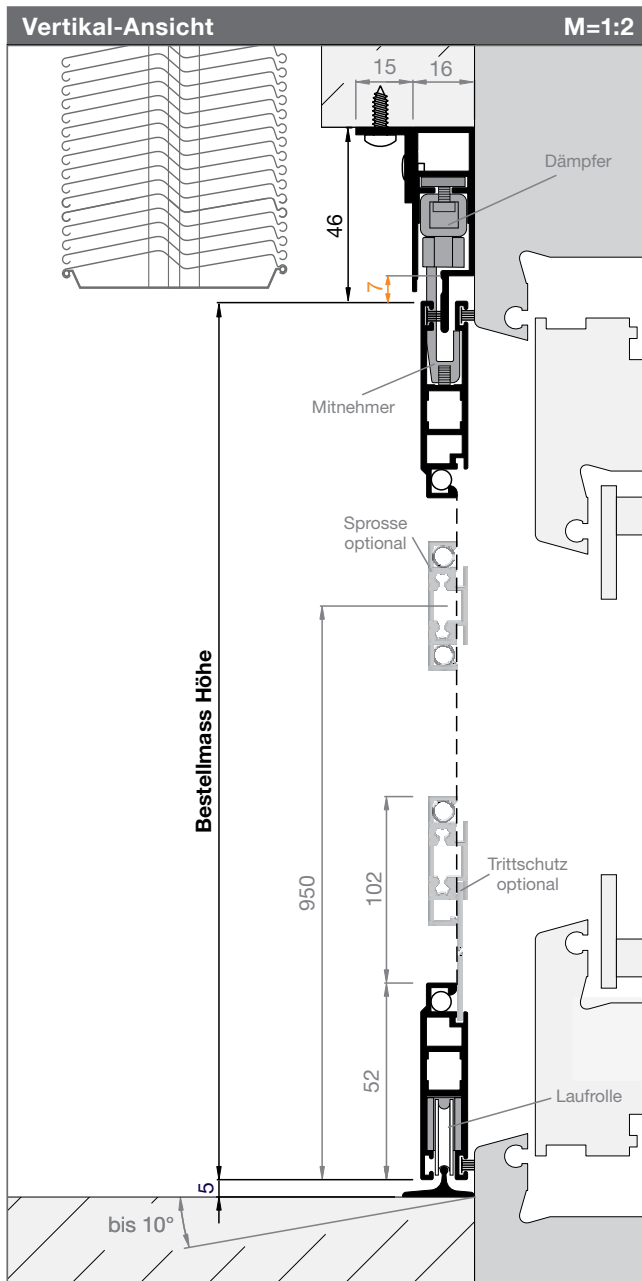 Vertikal-Ansicht M=1:2
15 16
Dämpfer
46
7
Mitnehmer
Sprosse
optional
Bestellmass Höhe
950
102
Trittschutz
optional
52
Laufrolle
5
bis 10°